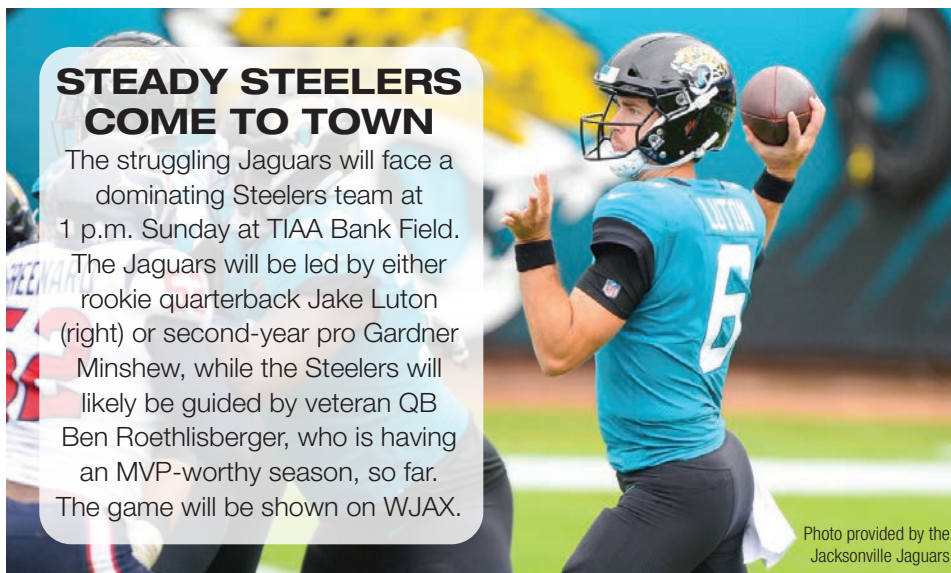 STEADY STEELERS
COME TO TOWN
The struggling Jaguars will face a
dominating Steelers team at
1 p.m. Sunday at TIAA Bank Field.
The Jaguars will be led by either
rookie quarterback Jake Luton
(right) or second-year pro Gardner
Minshew, while the Steelers will
likely be guided by veteran QB
Ben Roethlisberger, who is having
an MVP-worthy season, so far.
The game will be shown on WJAX.
LUTON
6
GREENARD
52
Photo provided by the
Jacksonville Jaguars